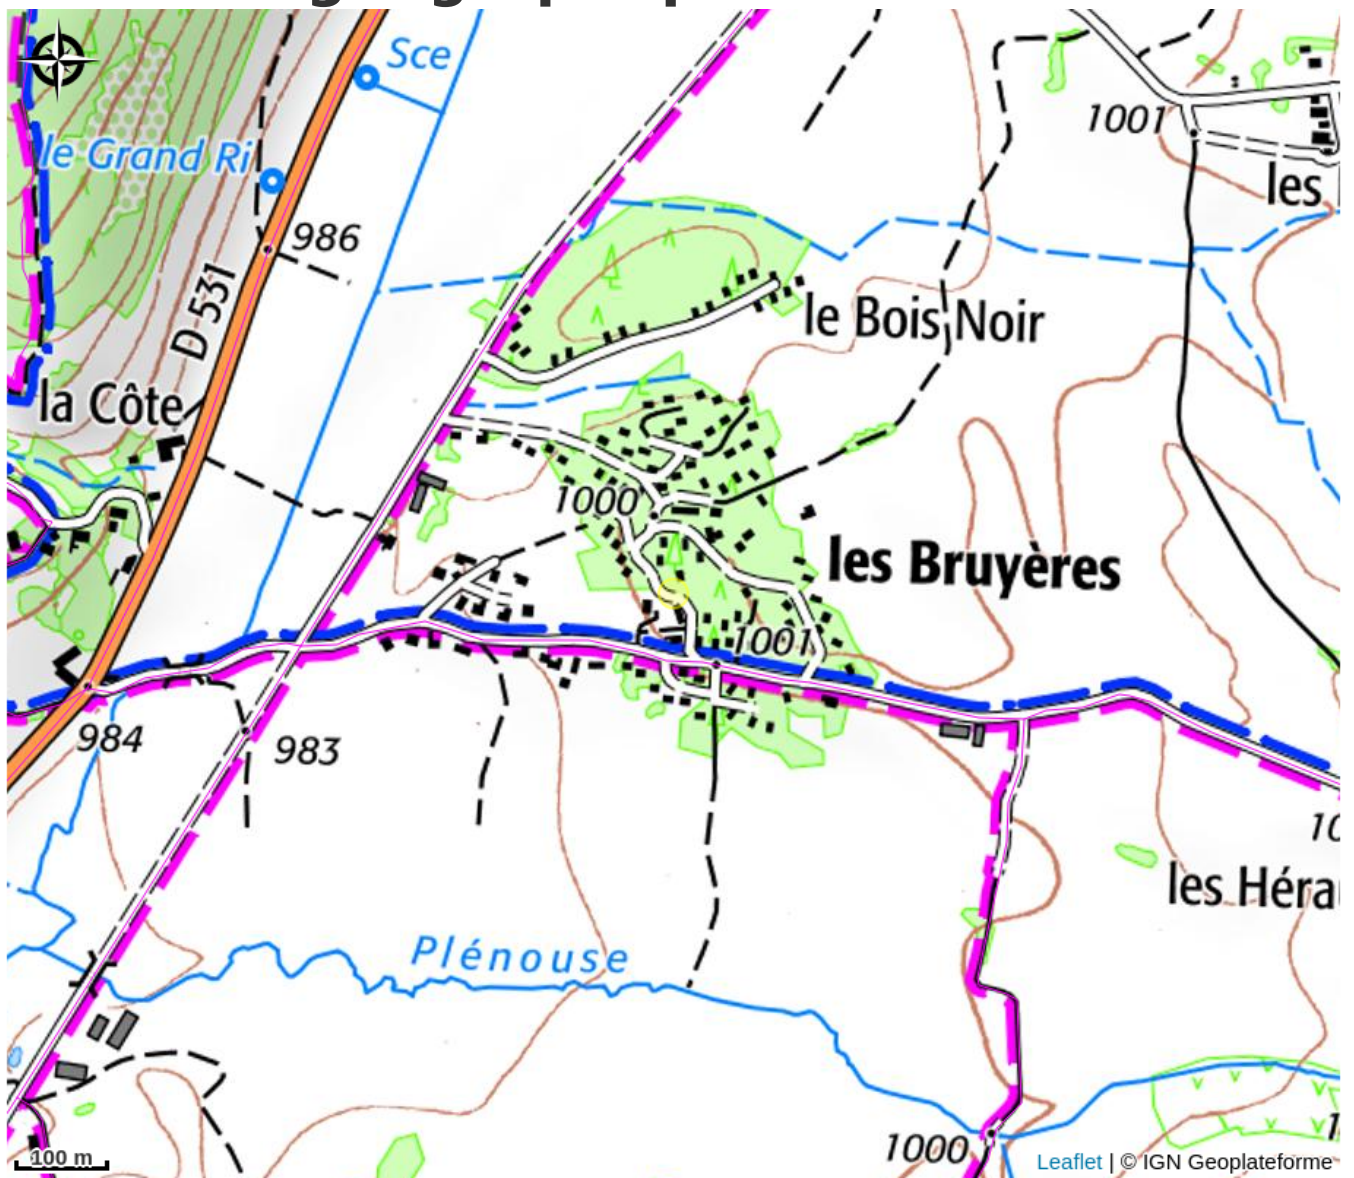 Sce
1001
le Grand Ri
les
986
D 531
le Bois Noir
la Côte
1000
les Bruyères
1001
984
983
10
les Héra
Plénouse
1000
100 m
Leaflet | © IGN Geoplateforme